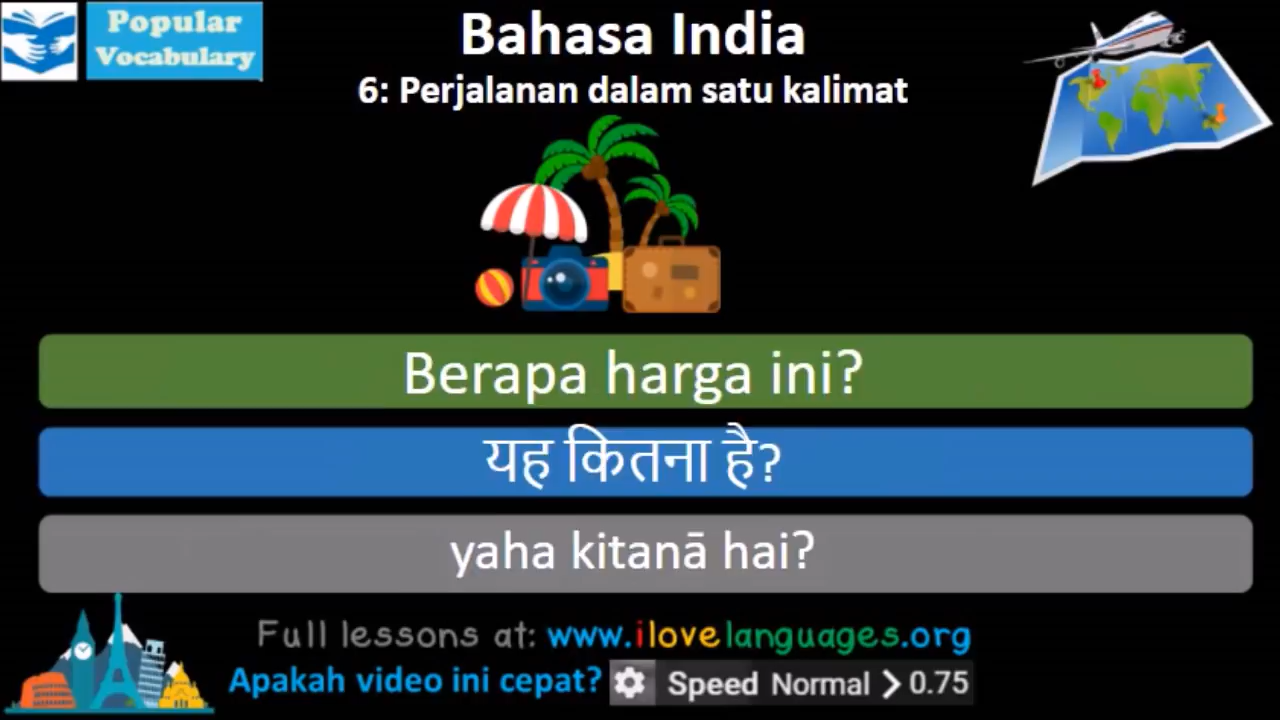 Popular
Vocabulary
Bahasa India
6: Perjalanan dalam satu kalimat
Berapa harga ini?
यह कितना है?
yaha kitanā hai?
Full lessons at: www.ilovelanguages.org
Apakah video ini cepat? Speed Normal > 0.75